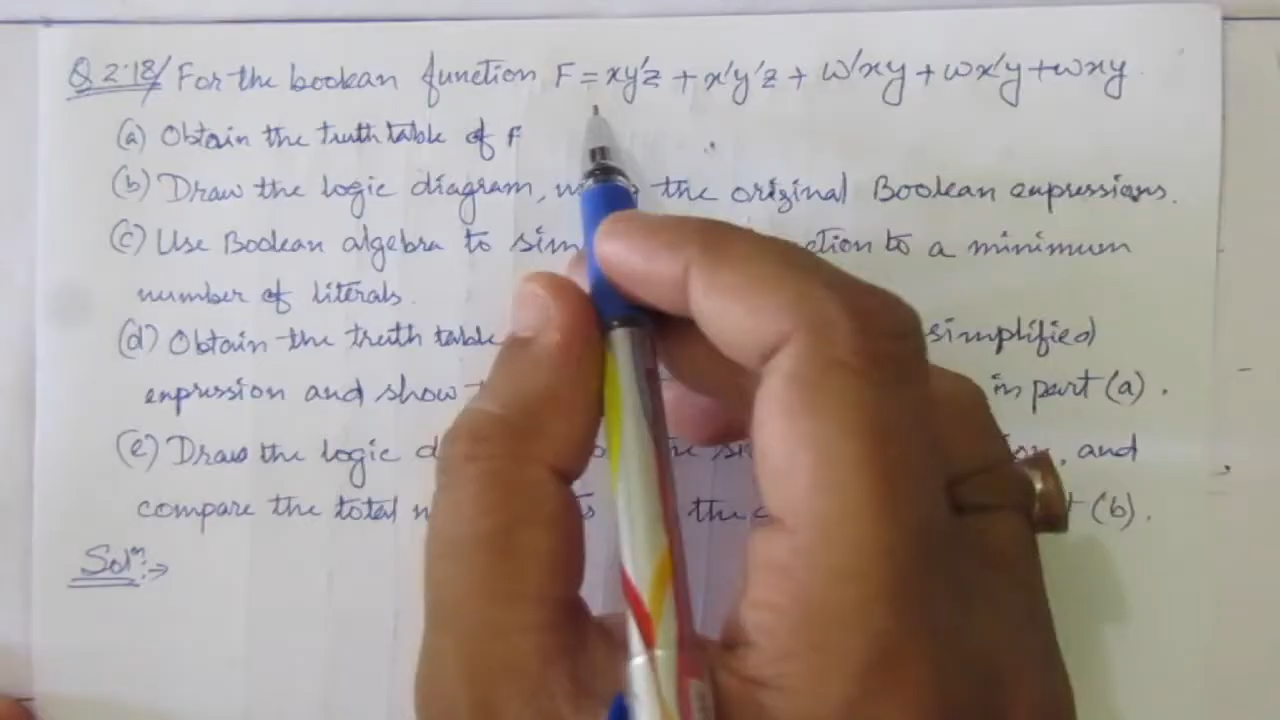 Q 2.18/ For the boolean function F = xy'z + x'y'z + w'xy + wx'y + wxy
(a) Obtain the truth table of F
(b) Draw the logic diagram, the original Boolean expressions.
(c) Use Boolean algebra to to a minimum
number of literals.
(d) Obtain the truth table simplified
expression and show in part (a).
(e) Draw the logic the , and
compare the total the (b).
Solⁿ:→